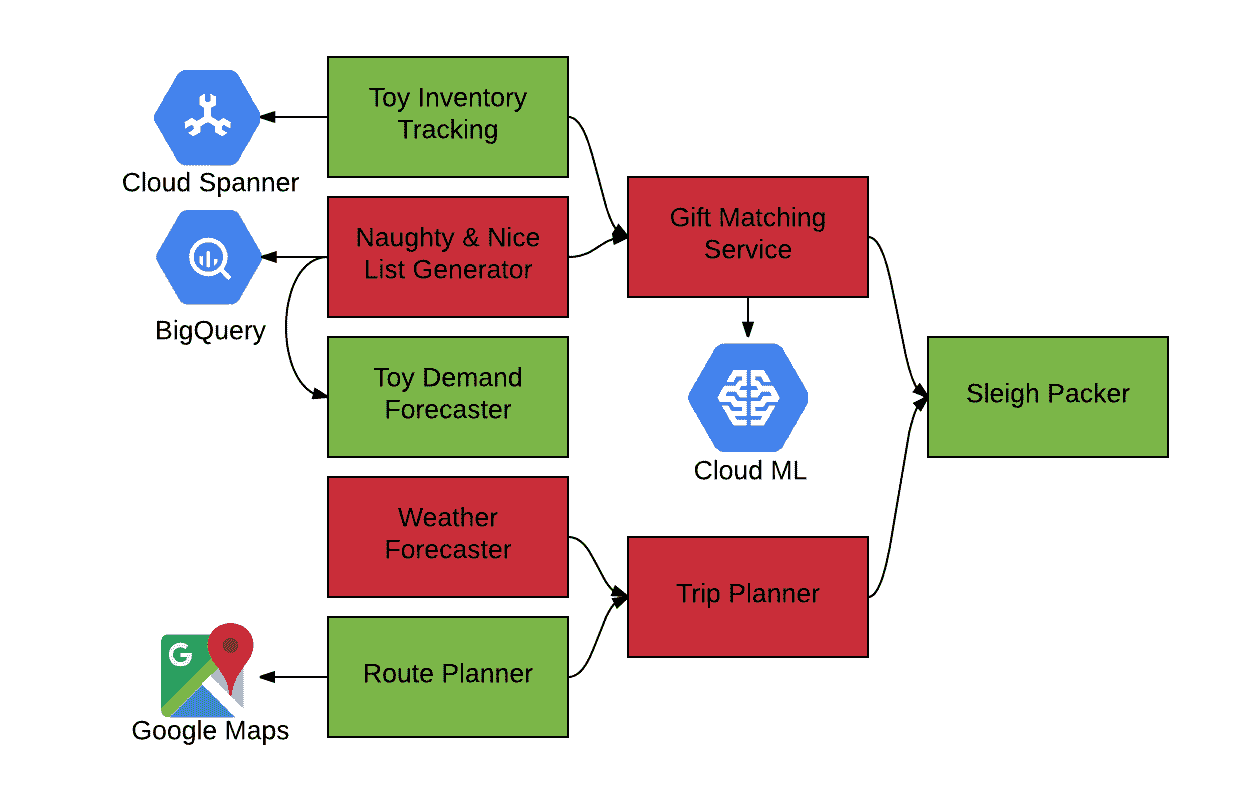 Toy Inventory
Tracking
Cloud Spanner
Naughty & Nice
List Generator
BigQuery
Gift Matching
Service
Toy Demand
Forecaster
Cloud ML
Sleigh Packer
Weather
Forecaster
Trip Planner
Route Planner
G
Google Maps